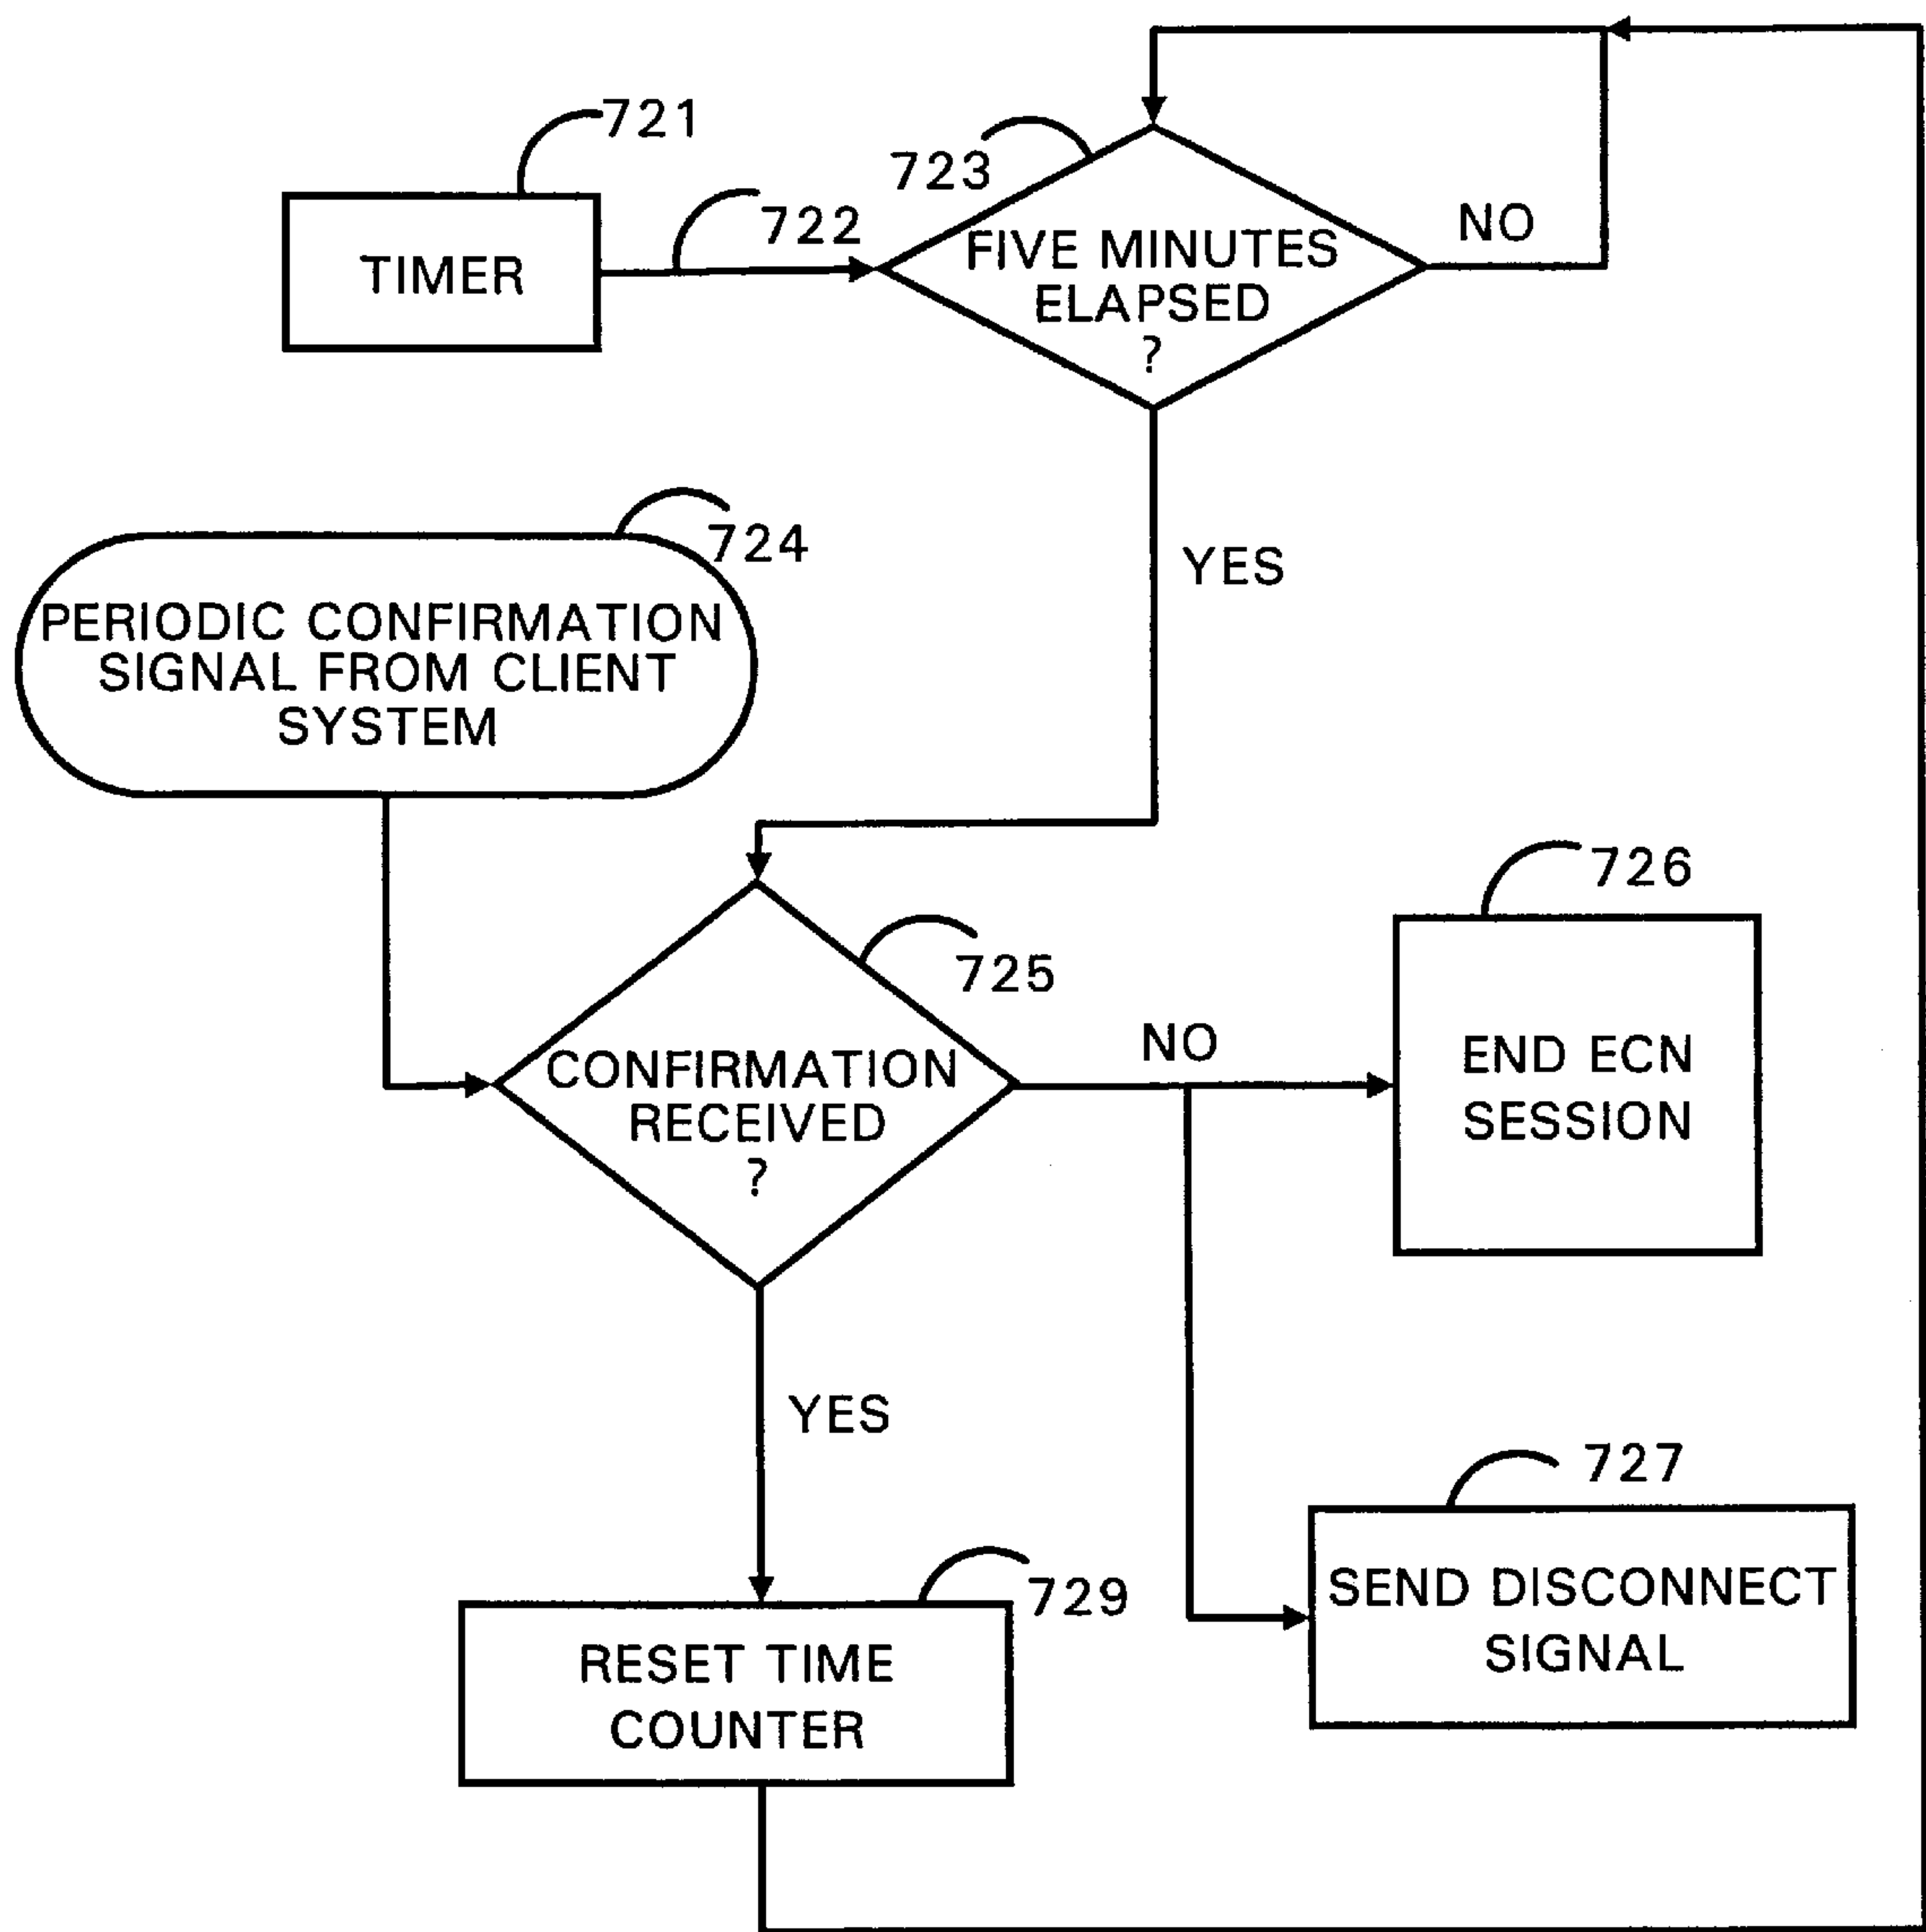 721
722
723
TIMER
FIVE MINUTES
ELAPSED
?
NO
YES
724
PERIODIC CONFIRMATION
SIGNAL FROM CLIENT
SYSTEM
725
CONFIRMATION
RECEIVED
?
NO
726
END ECN
SESSION
YES
727
SEND DISCONNECT
SIGNAL
729
RESET TIME
COUNTER